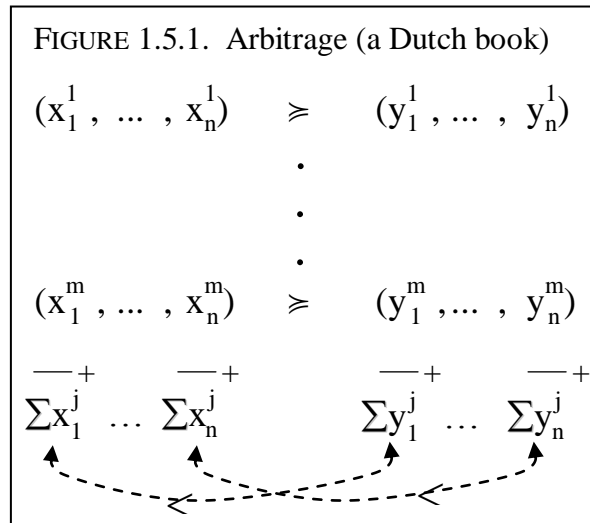 FIGURE 1.5.1. Arbitrage (a Dutch book)
(x₁¹ , ... , xₙ¹) ≽ (y₁¹ , ... , yₙ¹)
.
.
.
(x₁ᵐ , ... , xₙᵐ) ≽ (y₁ᵐ , ... , yₙᵐ)
— + — + — + — +
∑x₁ʲ ... ∑xₙʲ ∑y₁ʲ ... ∑yₙʲ
< <